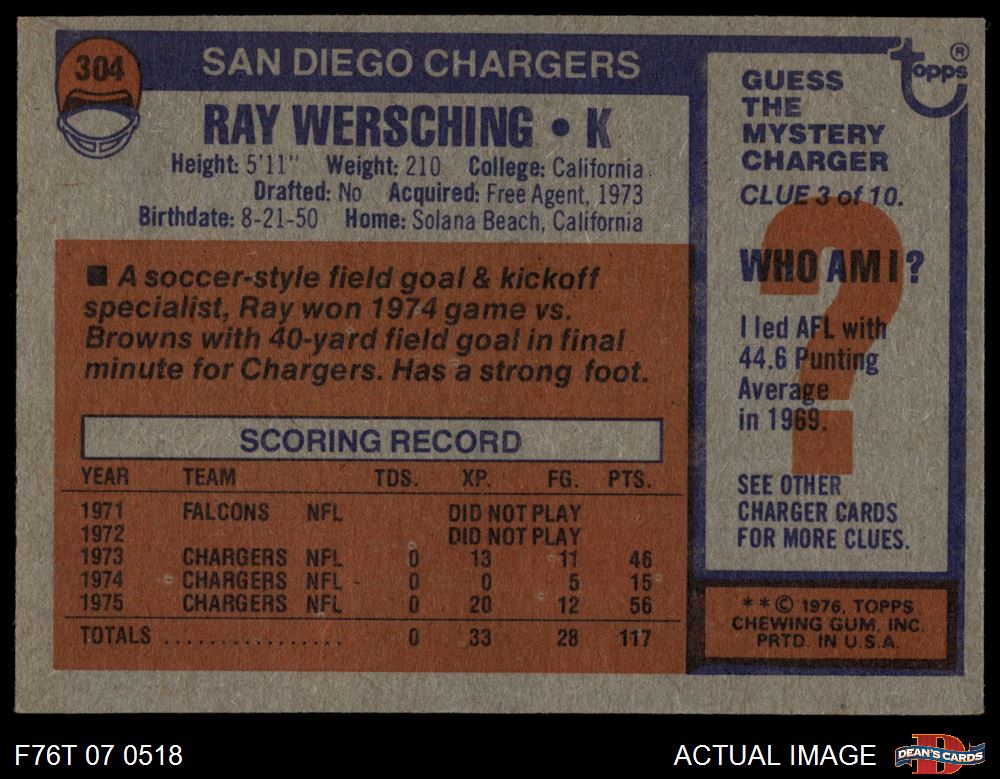 304
SAN DIEGO CHARGERS
RAY WERSCHING • K
Height: 5'11" Weight: 210 College: California
Drafted: No Acquired: Free Agent, 1973
Birthdate: 8-21-50 Home: Solana Beach, California
■ A soccer-style field goal & kickoff
specialist, Ray won 1974 game vs.
Browns with 40-yard field goal in final
minute for Chargers. Has a strong foot.
SCORING RECORD
YEAR TEAM TDS. XP. FG. PTS.
1971 FALCONS NFL DID NOT PLAY
1972 DID NOT PLAY
1973 CHARGERS NFL 0 13 11 46
1974 CHARGERS NFL 0 0 5 15
1975 CHARGERS NFL 0 20 12 56
TOTALS ................. 0 33 28 117
topps®
GUESS
THE
MYSTERY
CHARGER
CLUE 3 of 10.
?
WHO AM I?
I led AFL with
44.6 Punting
Average
in 1969.
SEE OTHER
CHARGER CARDS
FOR MORE CLUES.
* * © 1976, TOPPS
CHEWING GUM, INC.
PRTD. IN U.S.A.
F76T 07 0518
ACTUAL IMAGE
D
DEAN'S CARDS